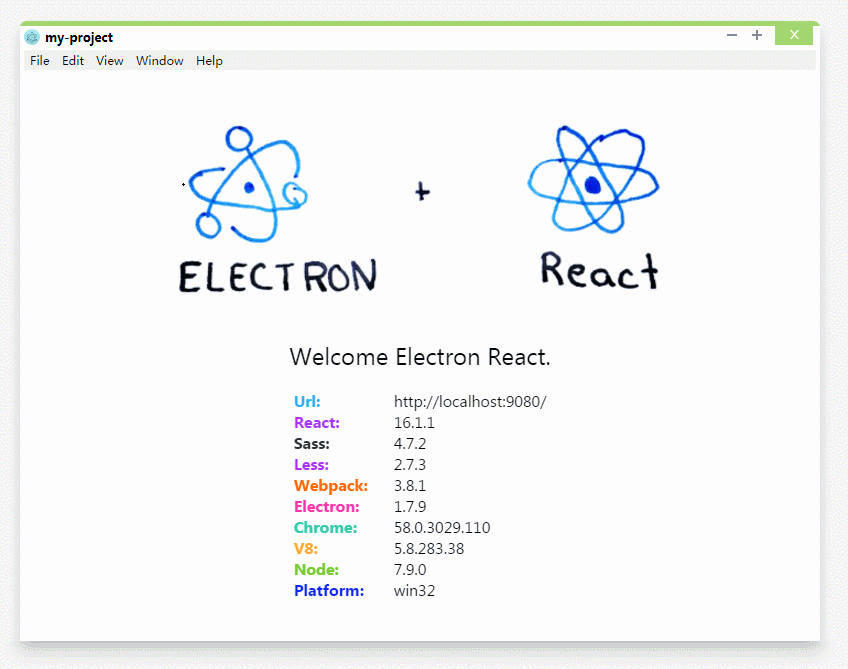 my-project
X
File Edit View Window Help
+
ELECTRON React
Welcome Electron React.
Url: http://localhost:9080/
React: 16.1.1
Sass: 4.7.2
Less: 2.7.3
Webpack: 3.8.1
Electron: 1.7.9
Chrome: 58.0.3029.110
V8: 5.8.283.38
Node: 7.9.0
Platform: win32